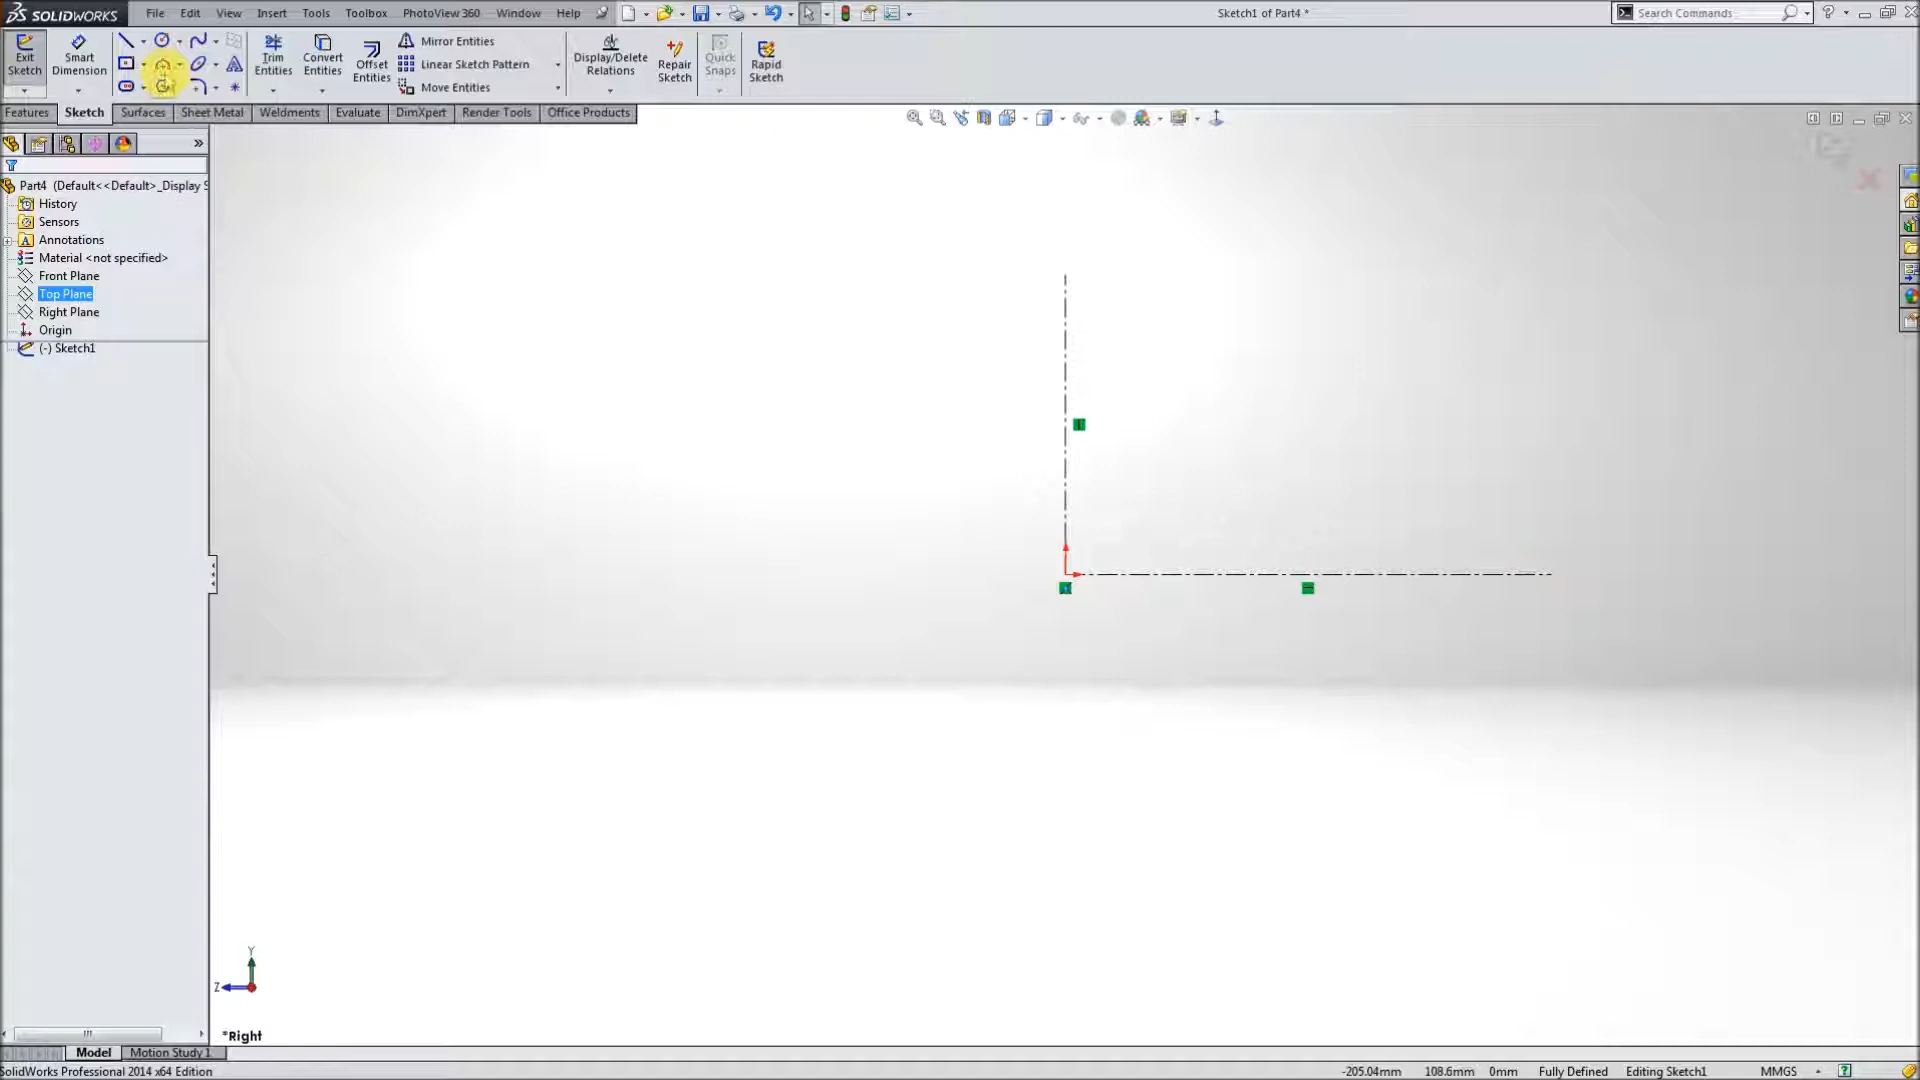 SOLIDWORKS File Edit View Insert Tools Toolbox PhotoView 360 Window Help Sketch1 of Part4 * Search Commands
Exit Sketch
Smart Dimension
Trim Entities
Convert Entities
Offset Entities
Mirror Entities
Linear Sketch Pattern
Move Entities
Display/Delete Relations
Repair Sketch
Quick Snaps
Rapid Sketch
Features Sketch Surfaces Sheet Metal Weldments Evaluate DimXpert Render Tools Office Products
Part4 (Default<<Default>_Display S
History
Sensors
Annotations
Material <not specified>
Front Plane
Top Plane
Right Plane
Origin
(-) Sketch1
Y
Z
*Right
Model Motion Study 1
SolidWorks Professional 2014 x64 Edition -205.04mm 108.6mm 0mm Fully Defined Editing Sketch1 MMGS